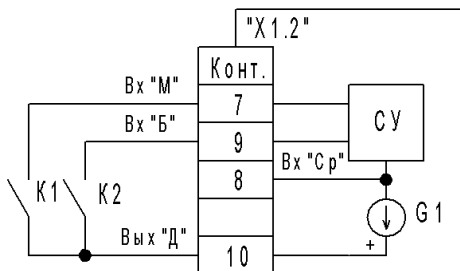 "X1.2"
Конт.
Вх "М"
7
Вх "Б"
9
СУ
8
Вх "Ср"
К1
К2
G1
Вых "Д"
10
+